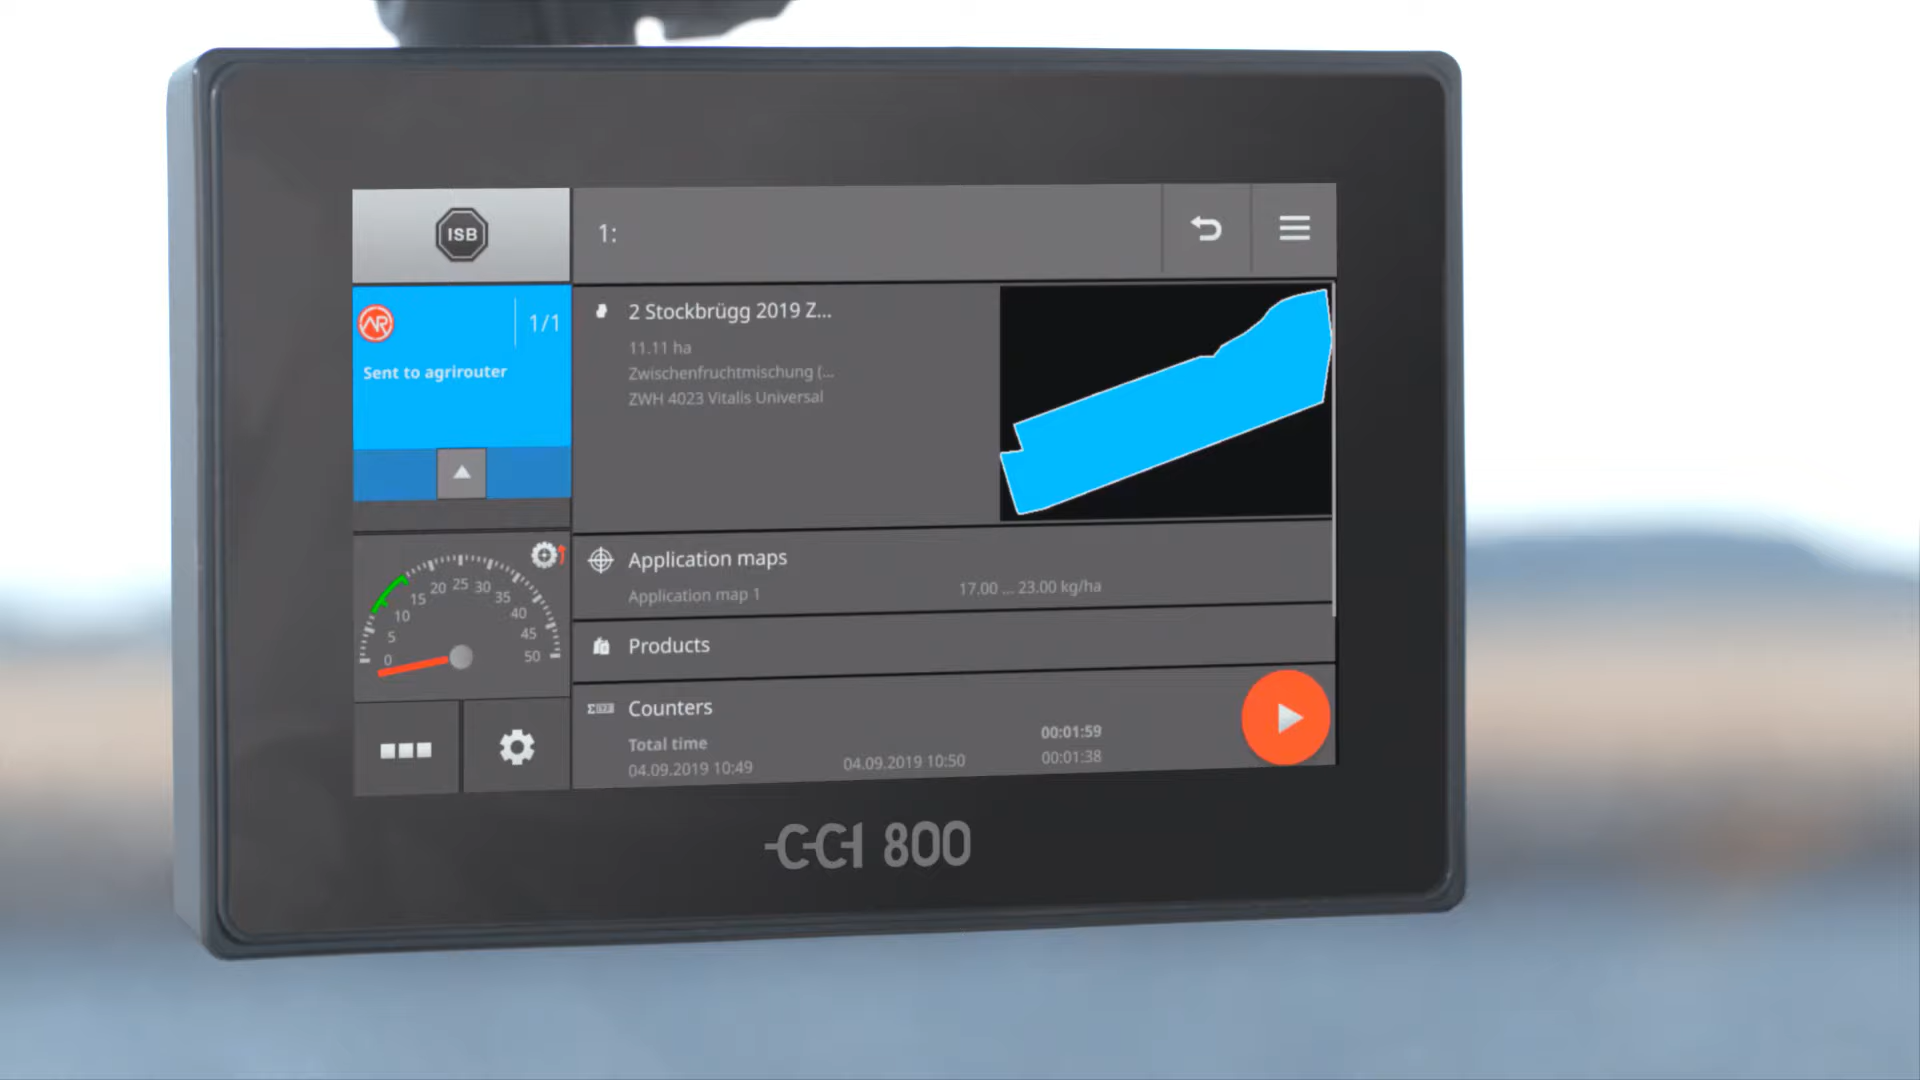 ISB
1:
AR
1/1
Sent to agrirouter
2 Stockbrügg 2019 Z...
11.11 ha
Zwischenfruchtmischung (...
ZWH 4023 Vitalis Universal
0 5 10 15 20 25 30 35 40 45 50
Application maps
Application map 1 17.00 ... 23.00 kg/ha
Products
Counters
Total time 00:01:59
04.09.2019 10:49 04.09.2019 10:50 00:01:38
CCI 800